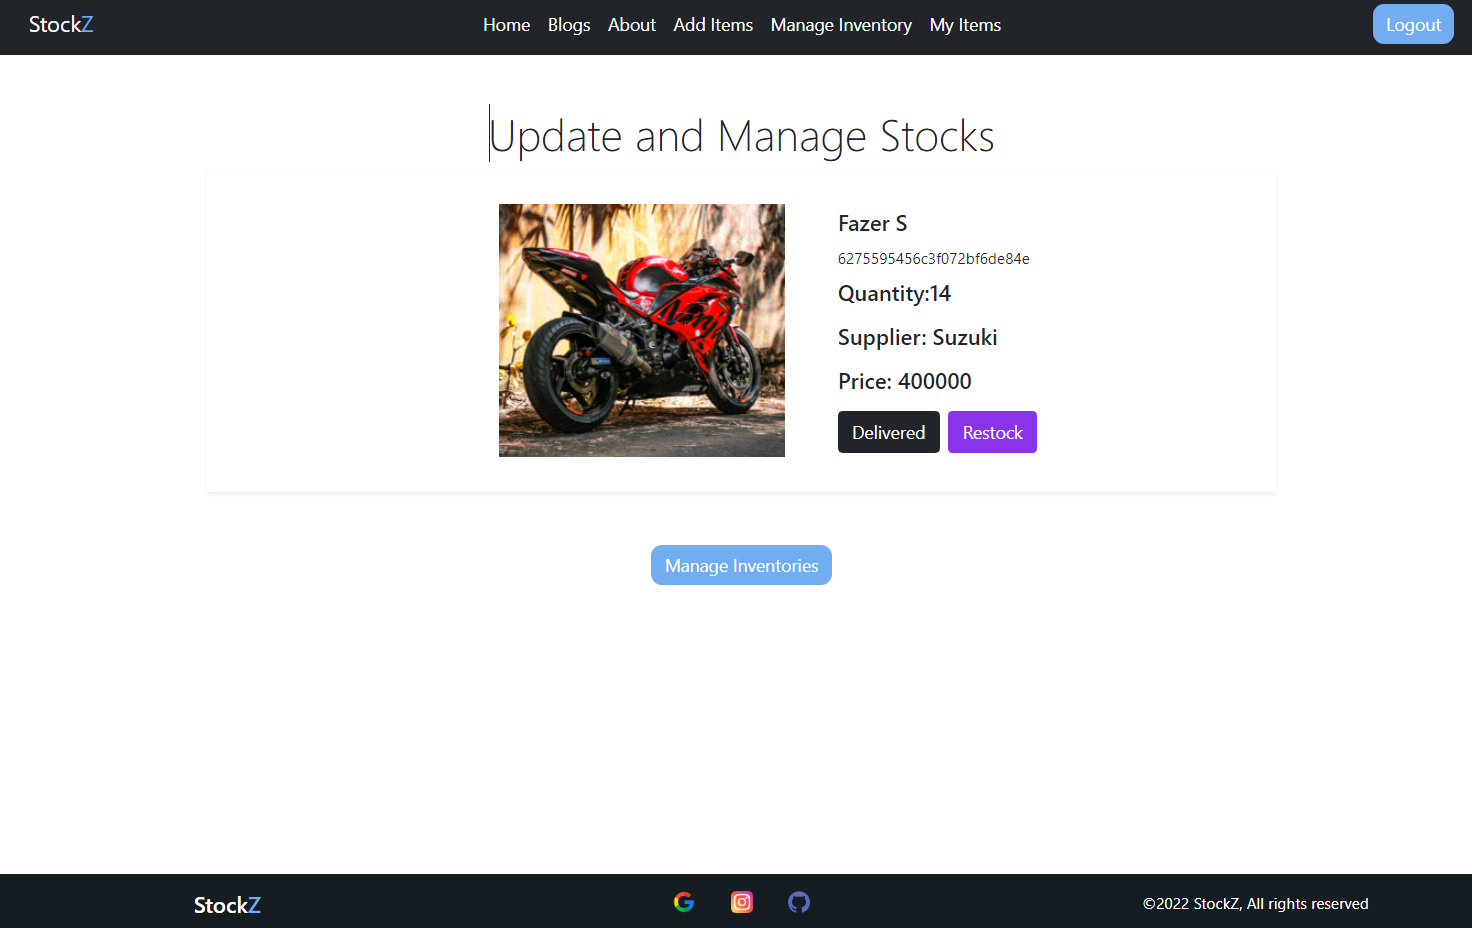 StockZ
Home Blogs About Add Items Manage Inventory My Items
Logout
Update and Manage Stocks
Ninja
Fazer S
6275595456c3f072bf6de84e
Quantity:14
Supplier: Suzuki
Price: 400000
Delivered Restock
Manage Inventories
StockZ
©2022 StockZ, All rights reserved